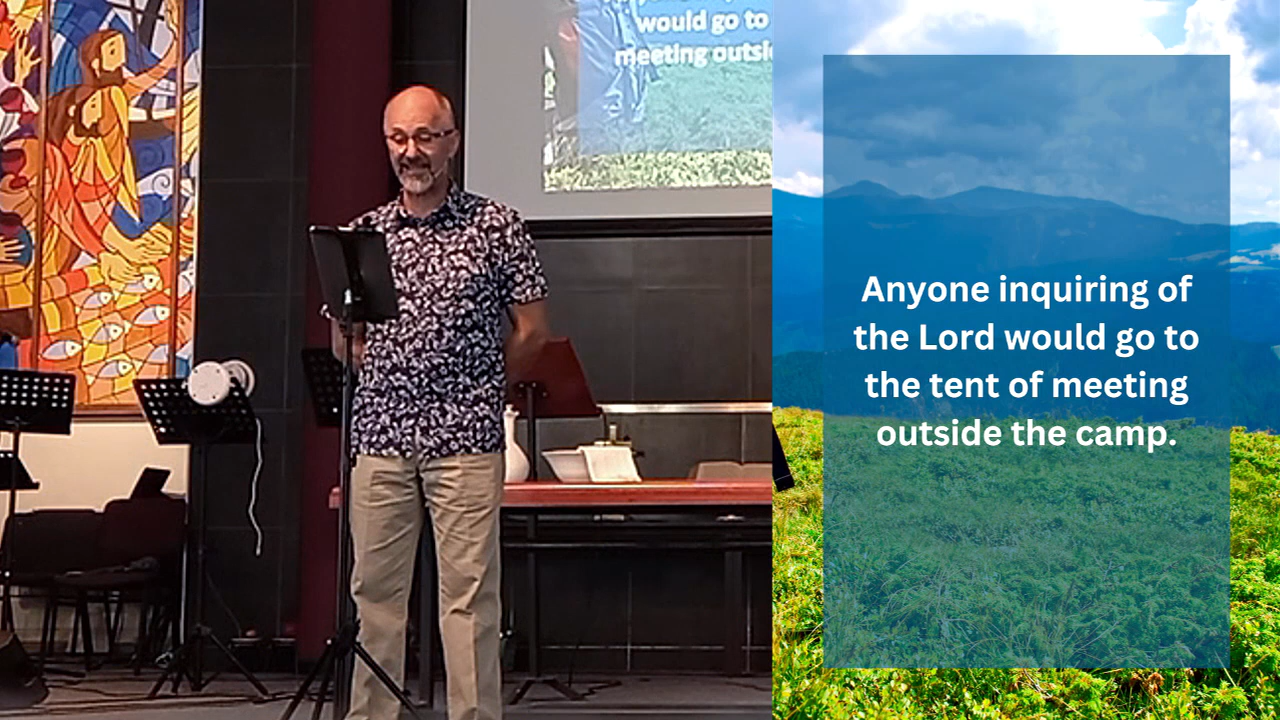 would go to
meeting outsi
Anyone inquiring of
the Lord would go to
the tent of meeting
outside the camp.